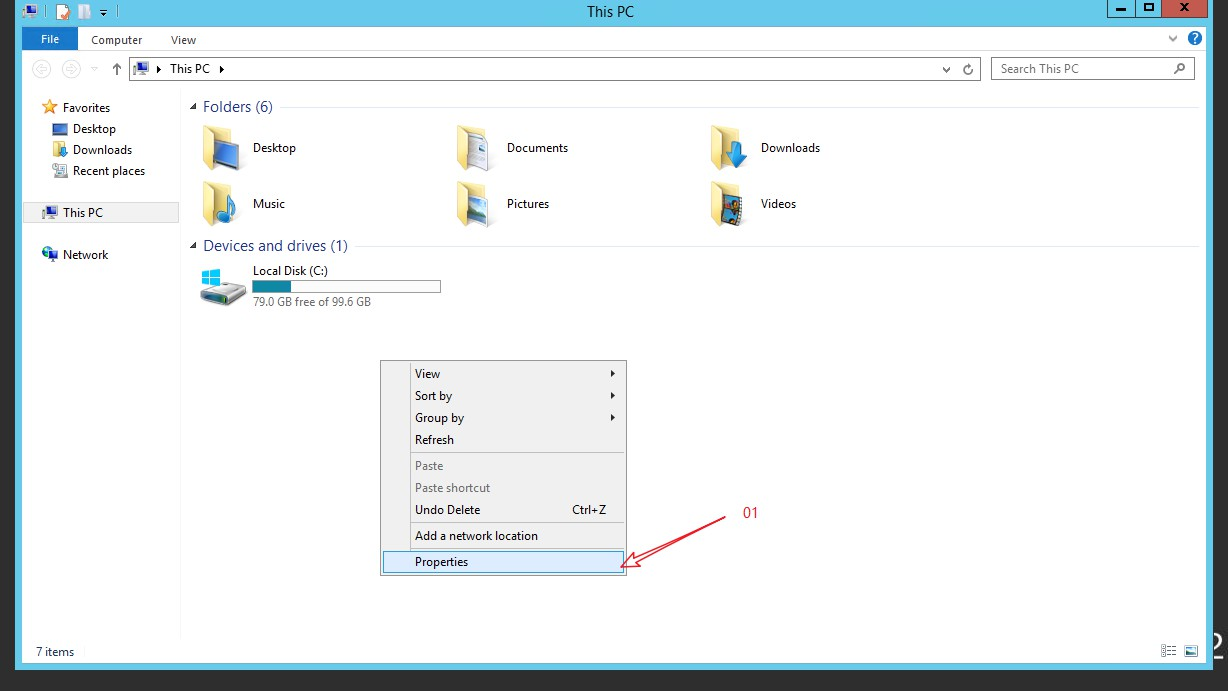 This PC
File Computer View
This PC
Search This PC
Favorites
Desktop
Downloads
Recent places
This PC
Network
Folders (6)
Desktop
Documents
Downloads
Music
Pictures
Videos
Devices and drives (1)
Local Disk (C:)
79.0 GB free of 99.6 GB
View
Sort by
Group by
Refresh
Paste
Paste shortcut
Undo Delete Ctrl+Z
Add a network location
Properties
01
7 items
2